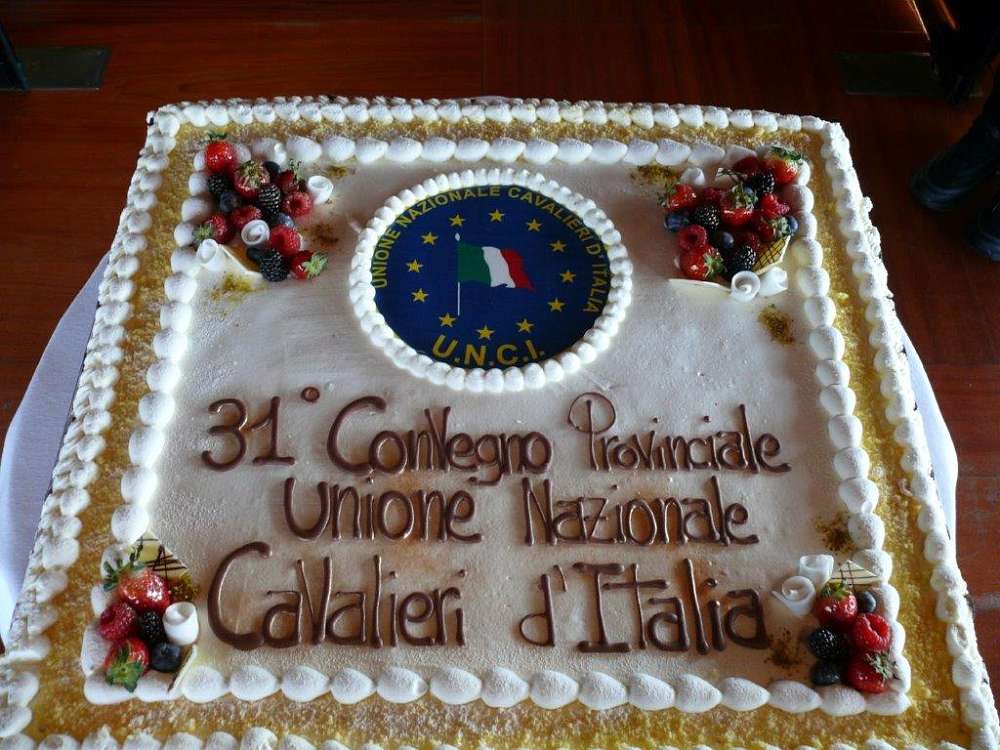 UNIONE NAZIONALE CAVALIERI D'ITALIA
U.N.C.I.
31° Convegno Provinciale
Unione Nazionale
Cavalieri d'Italia